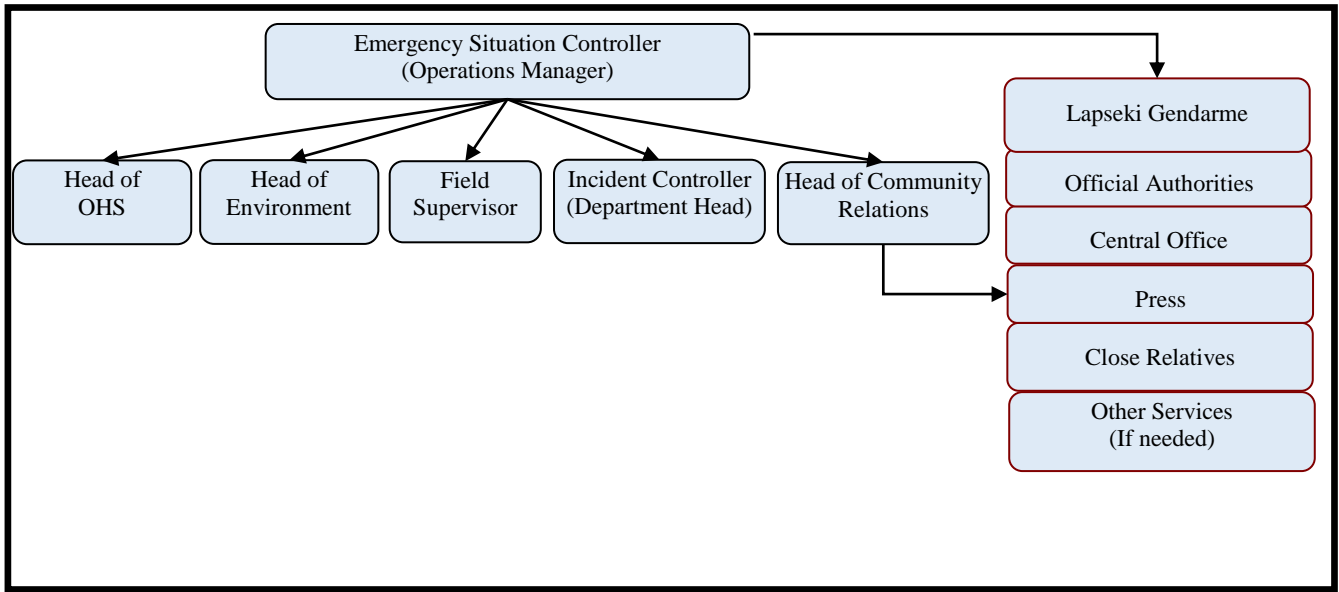 Emergency Situation Controller
(Operations Manager)
Lapseki Gendarme
Official Authorities
Central Office
Press
Close Relatives
Other Services
(If needed)
Head of
OHS
Head of
Environment
Field
Supervisor
Incident Controller
(Department Head)
Head of Community
Relations